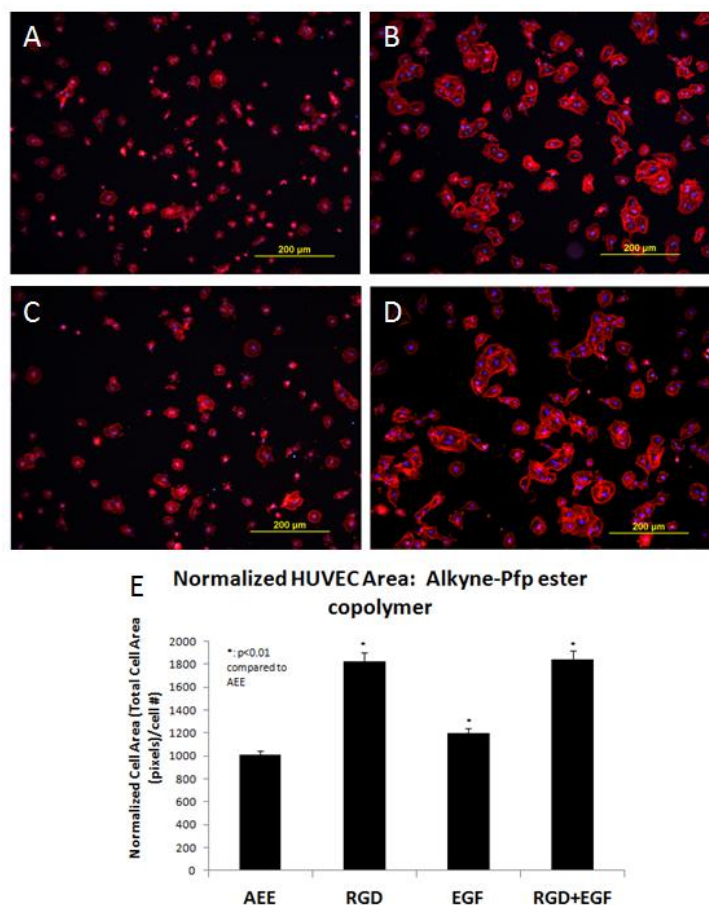 A
B
200 µm
200 µm
C
D
200 µm
200 µm
E
Normalized HUVEC Area: Alkyne-Pfp ester
copolymer
Normalized Cell Area (Total Cell Area
(pixels)/cell #)
2000
1800
1600
1400
1200
1000
800
600
400
200
0
*: p<0.01
compared to
AEE
*
*
*
AEE
RGD
EGF
RGD+EGF